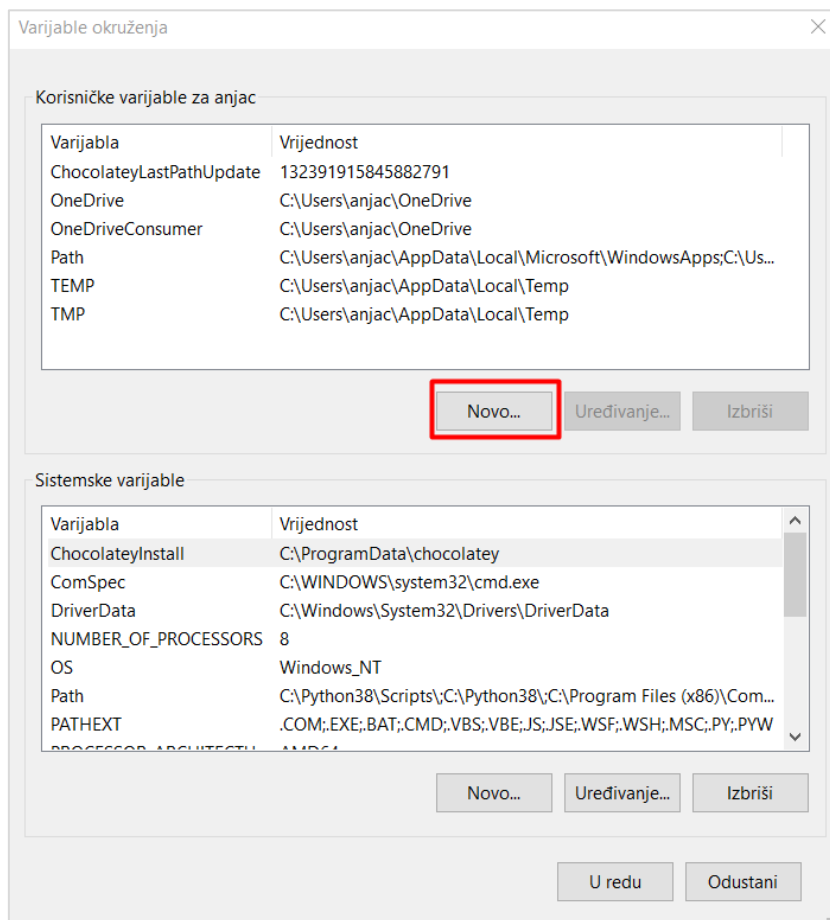 Varijable okruženja
Korisničke varijable za anjac
Varijabla Vrijednost
ChocolateyLastPathUpdate 132391915845882791
OneDrive C:\Users\anjac\OneDrive
OneDriveConsumer C:\Users\anjac\OneDrive
Path C:\Users\anjac\AppData\Local\Microsoft\WindowsApps;C:\Us...
TEMP C:\Users\anjac\AppData\Local\Temp
TMP C:\Users\anjac\AppData\Local\Temp
Novo... Uređivanje... Izbriši
Sistemske varijable
Varijabla Vrijednost
ChocolateyInstall C:\ProgramData\chocolatey
ComSpec C:\WINDOWS\system32\cmd.exe
DriverData C:\Windows\System32\Drivers\DriverData
NUMBER_OF_PROCESSORS 8
OS Windows_NT
Path C:\Python38\Scripts\;C:\Python38\;C:\Program Files (x86)\Com...
PATHEXT .COM;.EXE;.BAT;.CMD;.VBS;.VBE;.JS;.JSE;.WSF;.WSH;.MSC;.PY;.PYW
PROCESSOR_ARCHITECTU... AMD64
Novo... Uređivanje... Izbriši
U redu Odustani